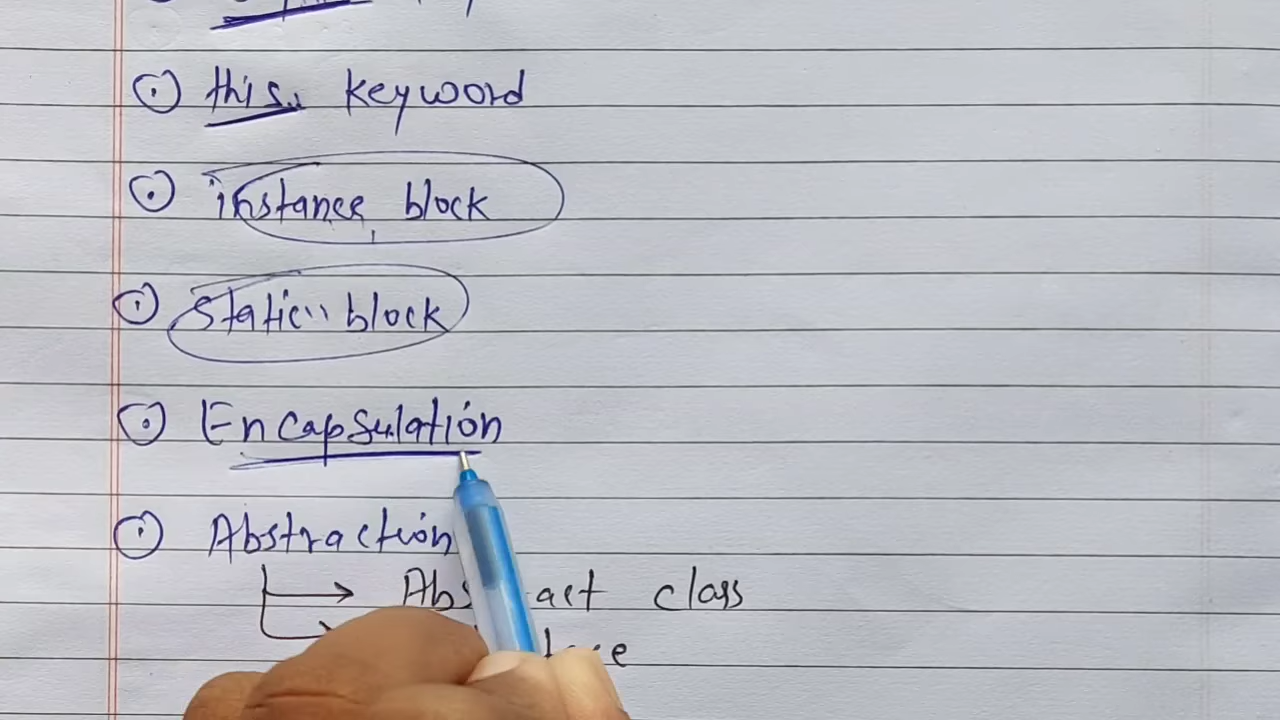 this keyword
instance block
static block
Encapsulation
Abstraction
class